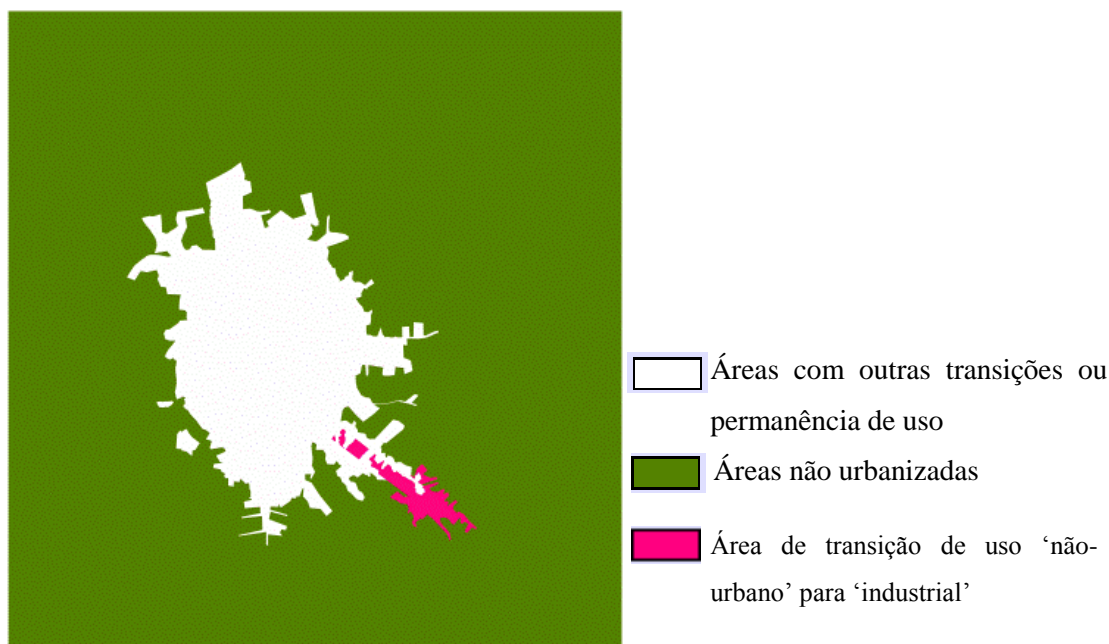 Áreas com outras transições ou
permanência de uso
Áreas não urbanizadas
Área de transição de uso ‘não-
urbano’ para ‘industrial’